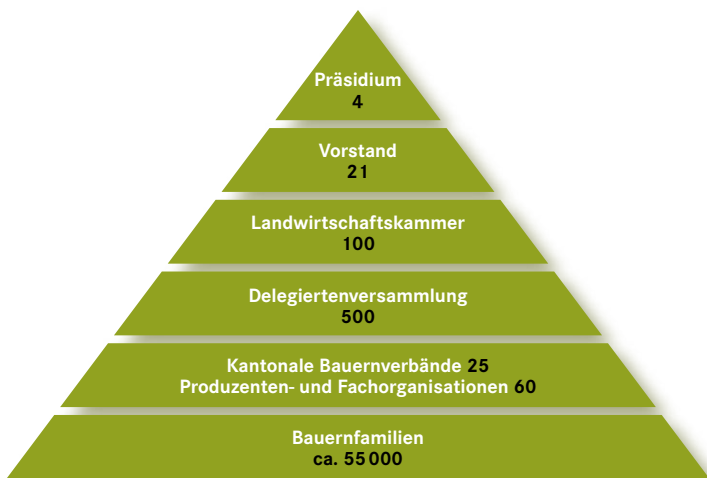 Präsidium
4
Vorstand
21
Landwirtschaftskammer
100
Delegiertenversammlung
500
Kantonale Bauernverbände 25
Produzenten- und Fachorganisationen 60
Bauernfamilien
ca. 55 000